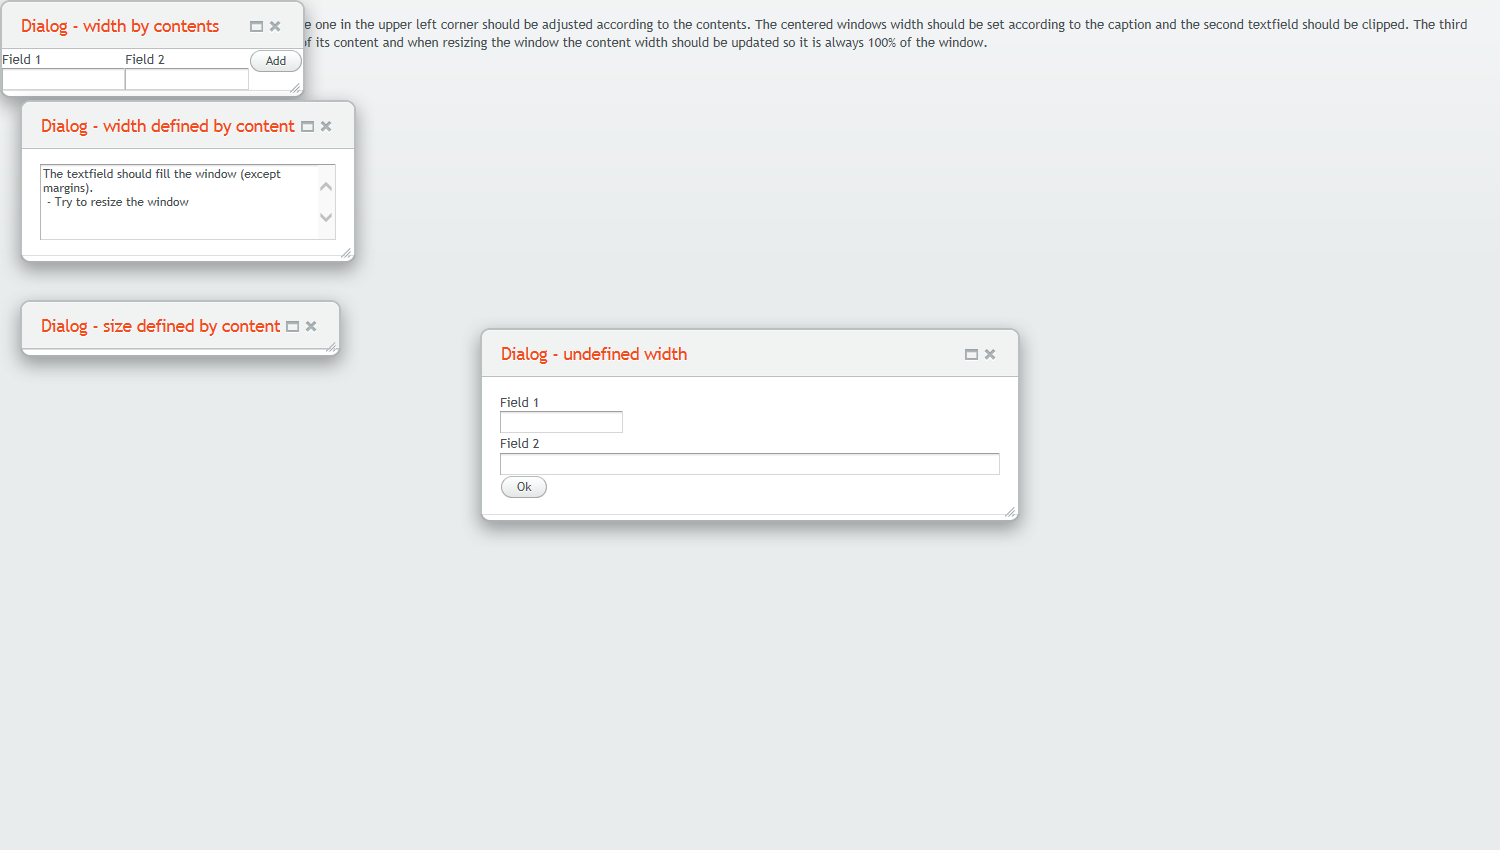 Dialog - width by contents
one in the upper left corner should be adjusted according to the contents. The centered windows width should be set according to the caption and the second textfield should be clipped. The third
of its content and when resizing the window the content width should be updated so it is always 100% of the window.
Field 1 Field 2 Add
Dialog - width defined by content
The textfield should fill the window (except
margins).
- Try to resize the window
Dialog - size defined by content
Dialog - undefined width
Field 1
Field 2
Ok